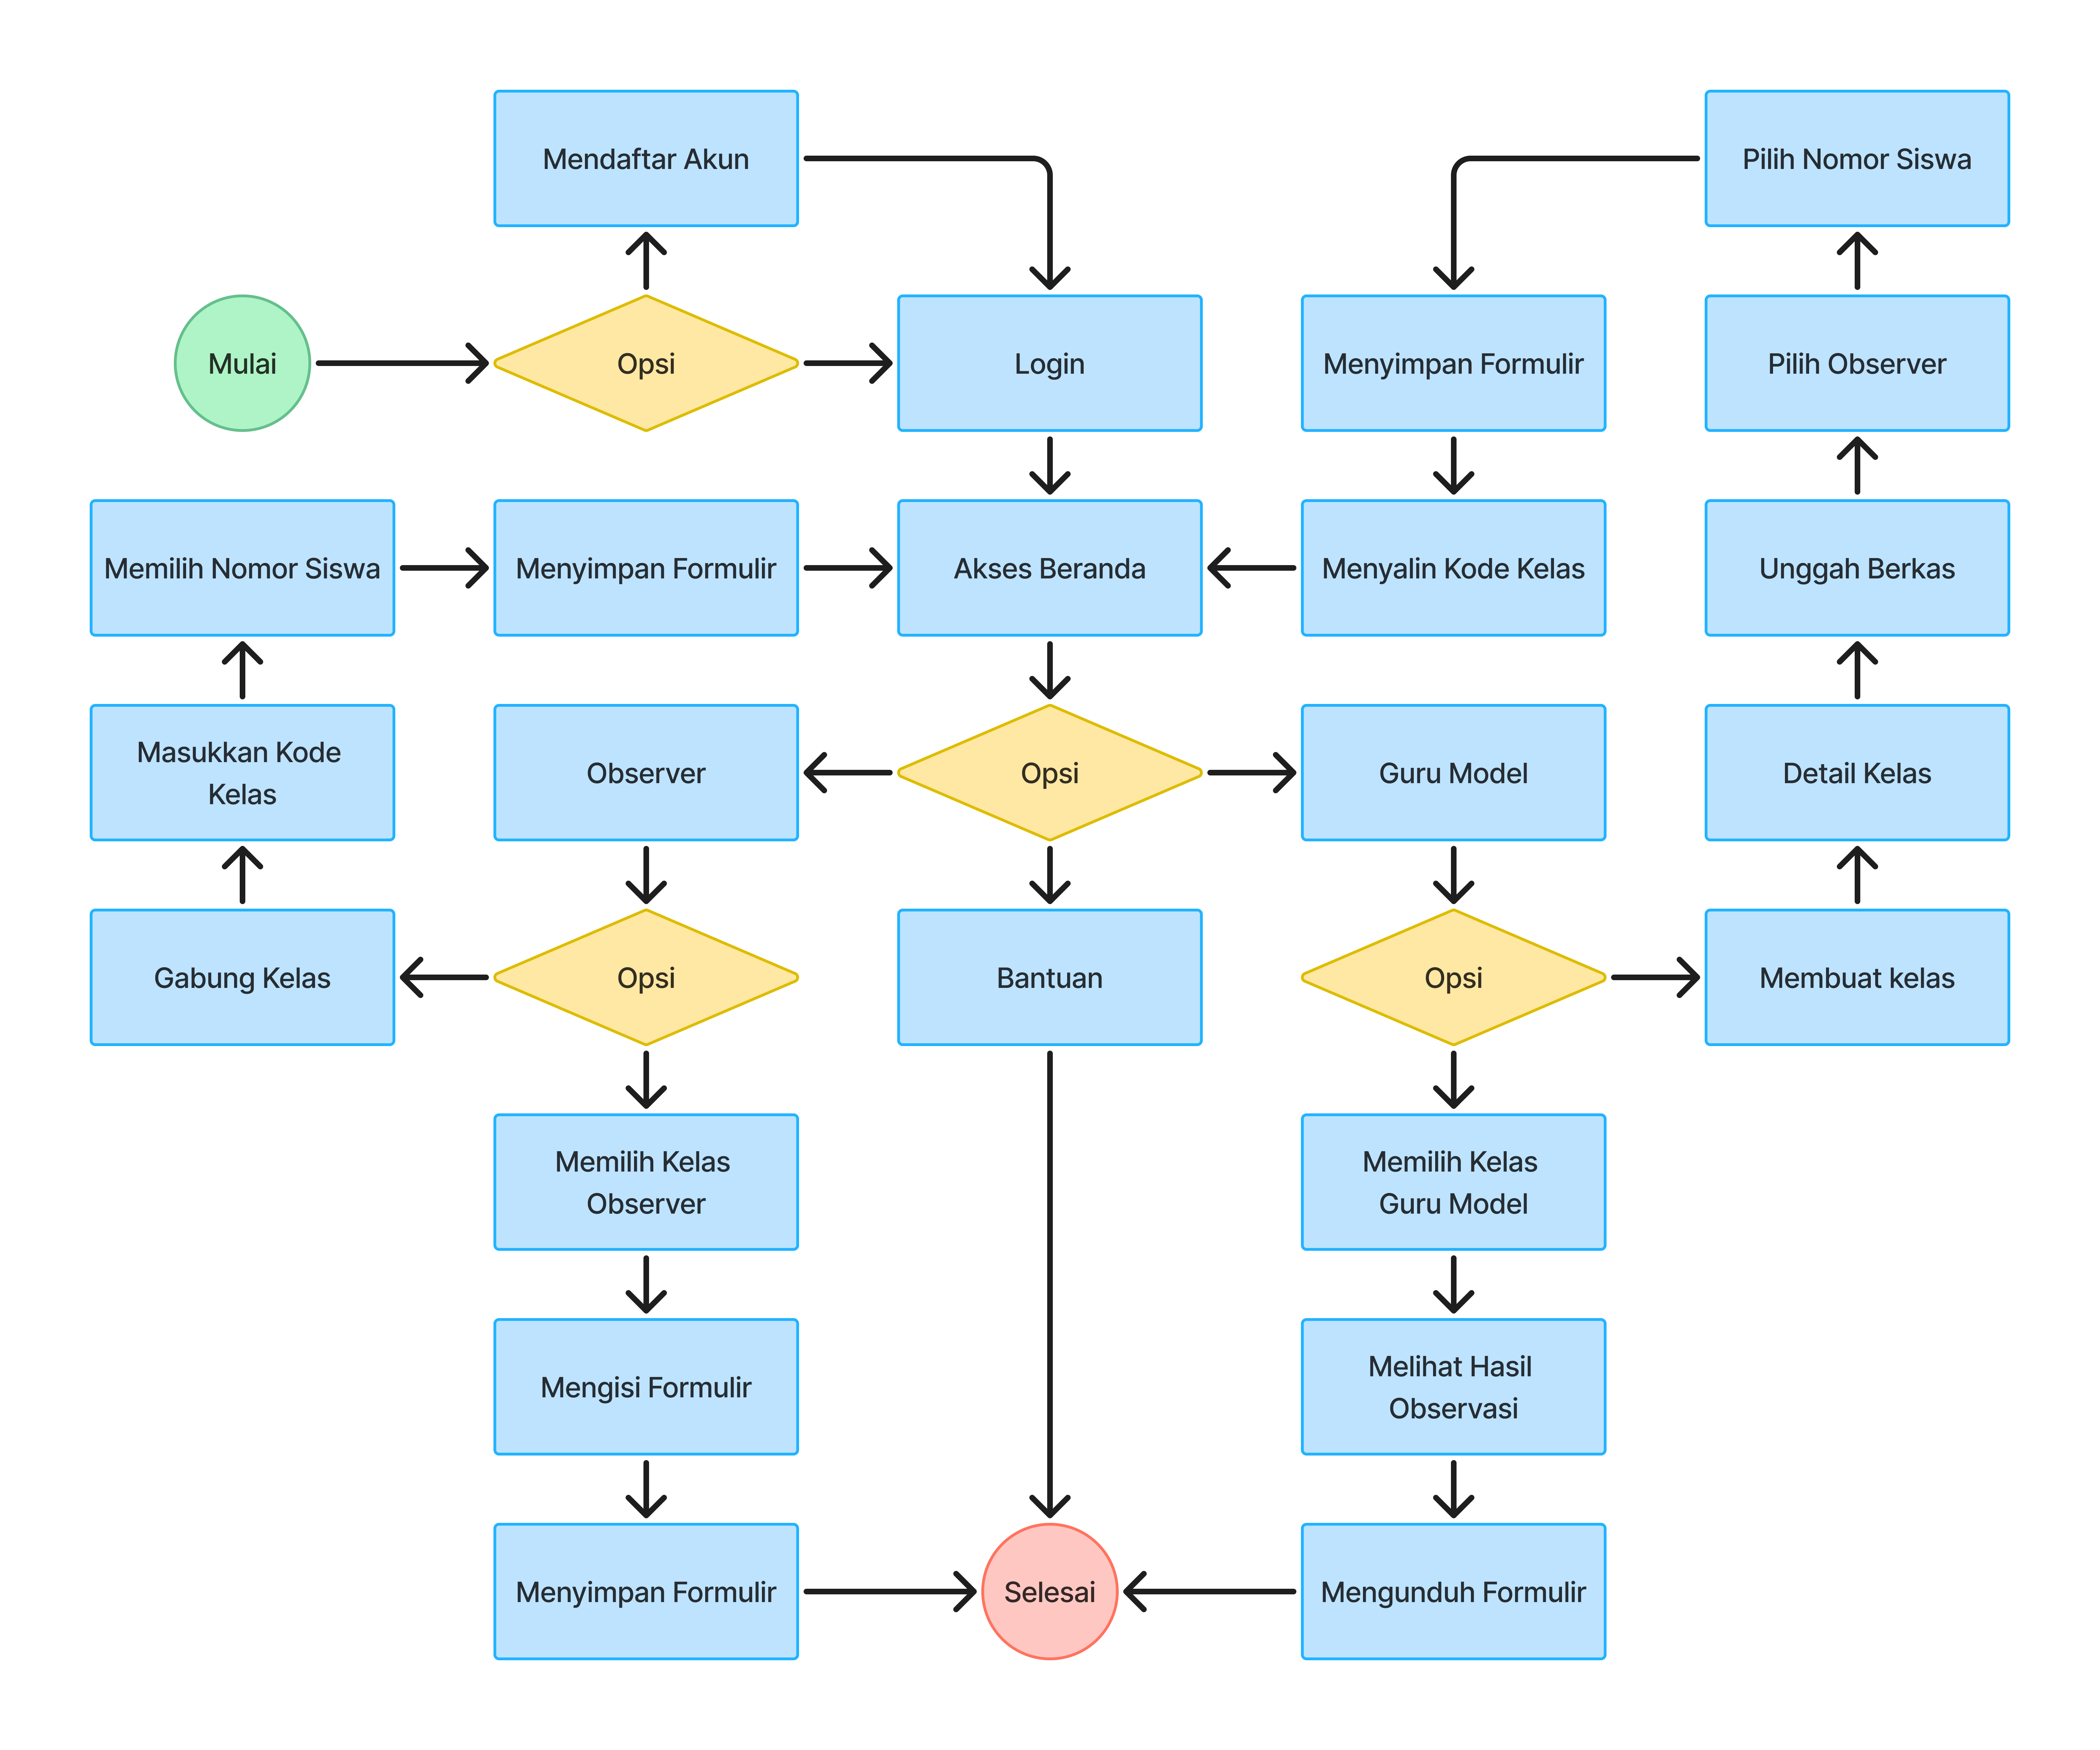 Mendaftar Akun
Pilih Nomor Siswa
Mulai
Opsi
Login
Menyimpan Formulir
Pilih Observer
Memilih Nomor Siswa
Menyimpan Formulir
Akses Beranda
Menyalin Kode Kelas
Unggah Berkas
Masukkan Kode
Kelas
Observer
Opsi
Guru Model
Detail Kelas
Gabung Kelas
Opsi
Bantuan
Opsi
Membuat kelas
Memilih Kelas
Observer
Memilih Kelas
Guru Model
Mengisi Formulir
Melihat Hasil
Observasi
Menyimpan Formulir
Selesai
Mengunduh Formulir